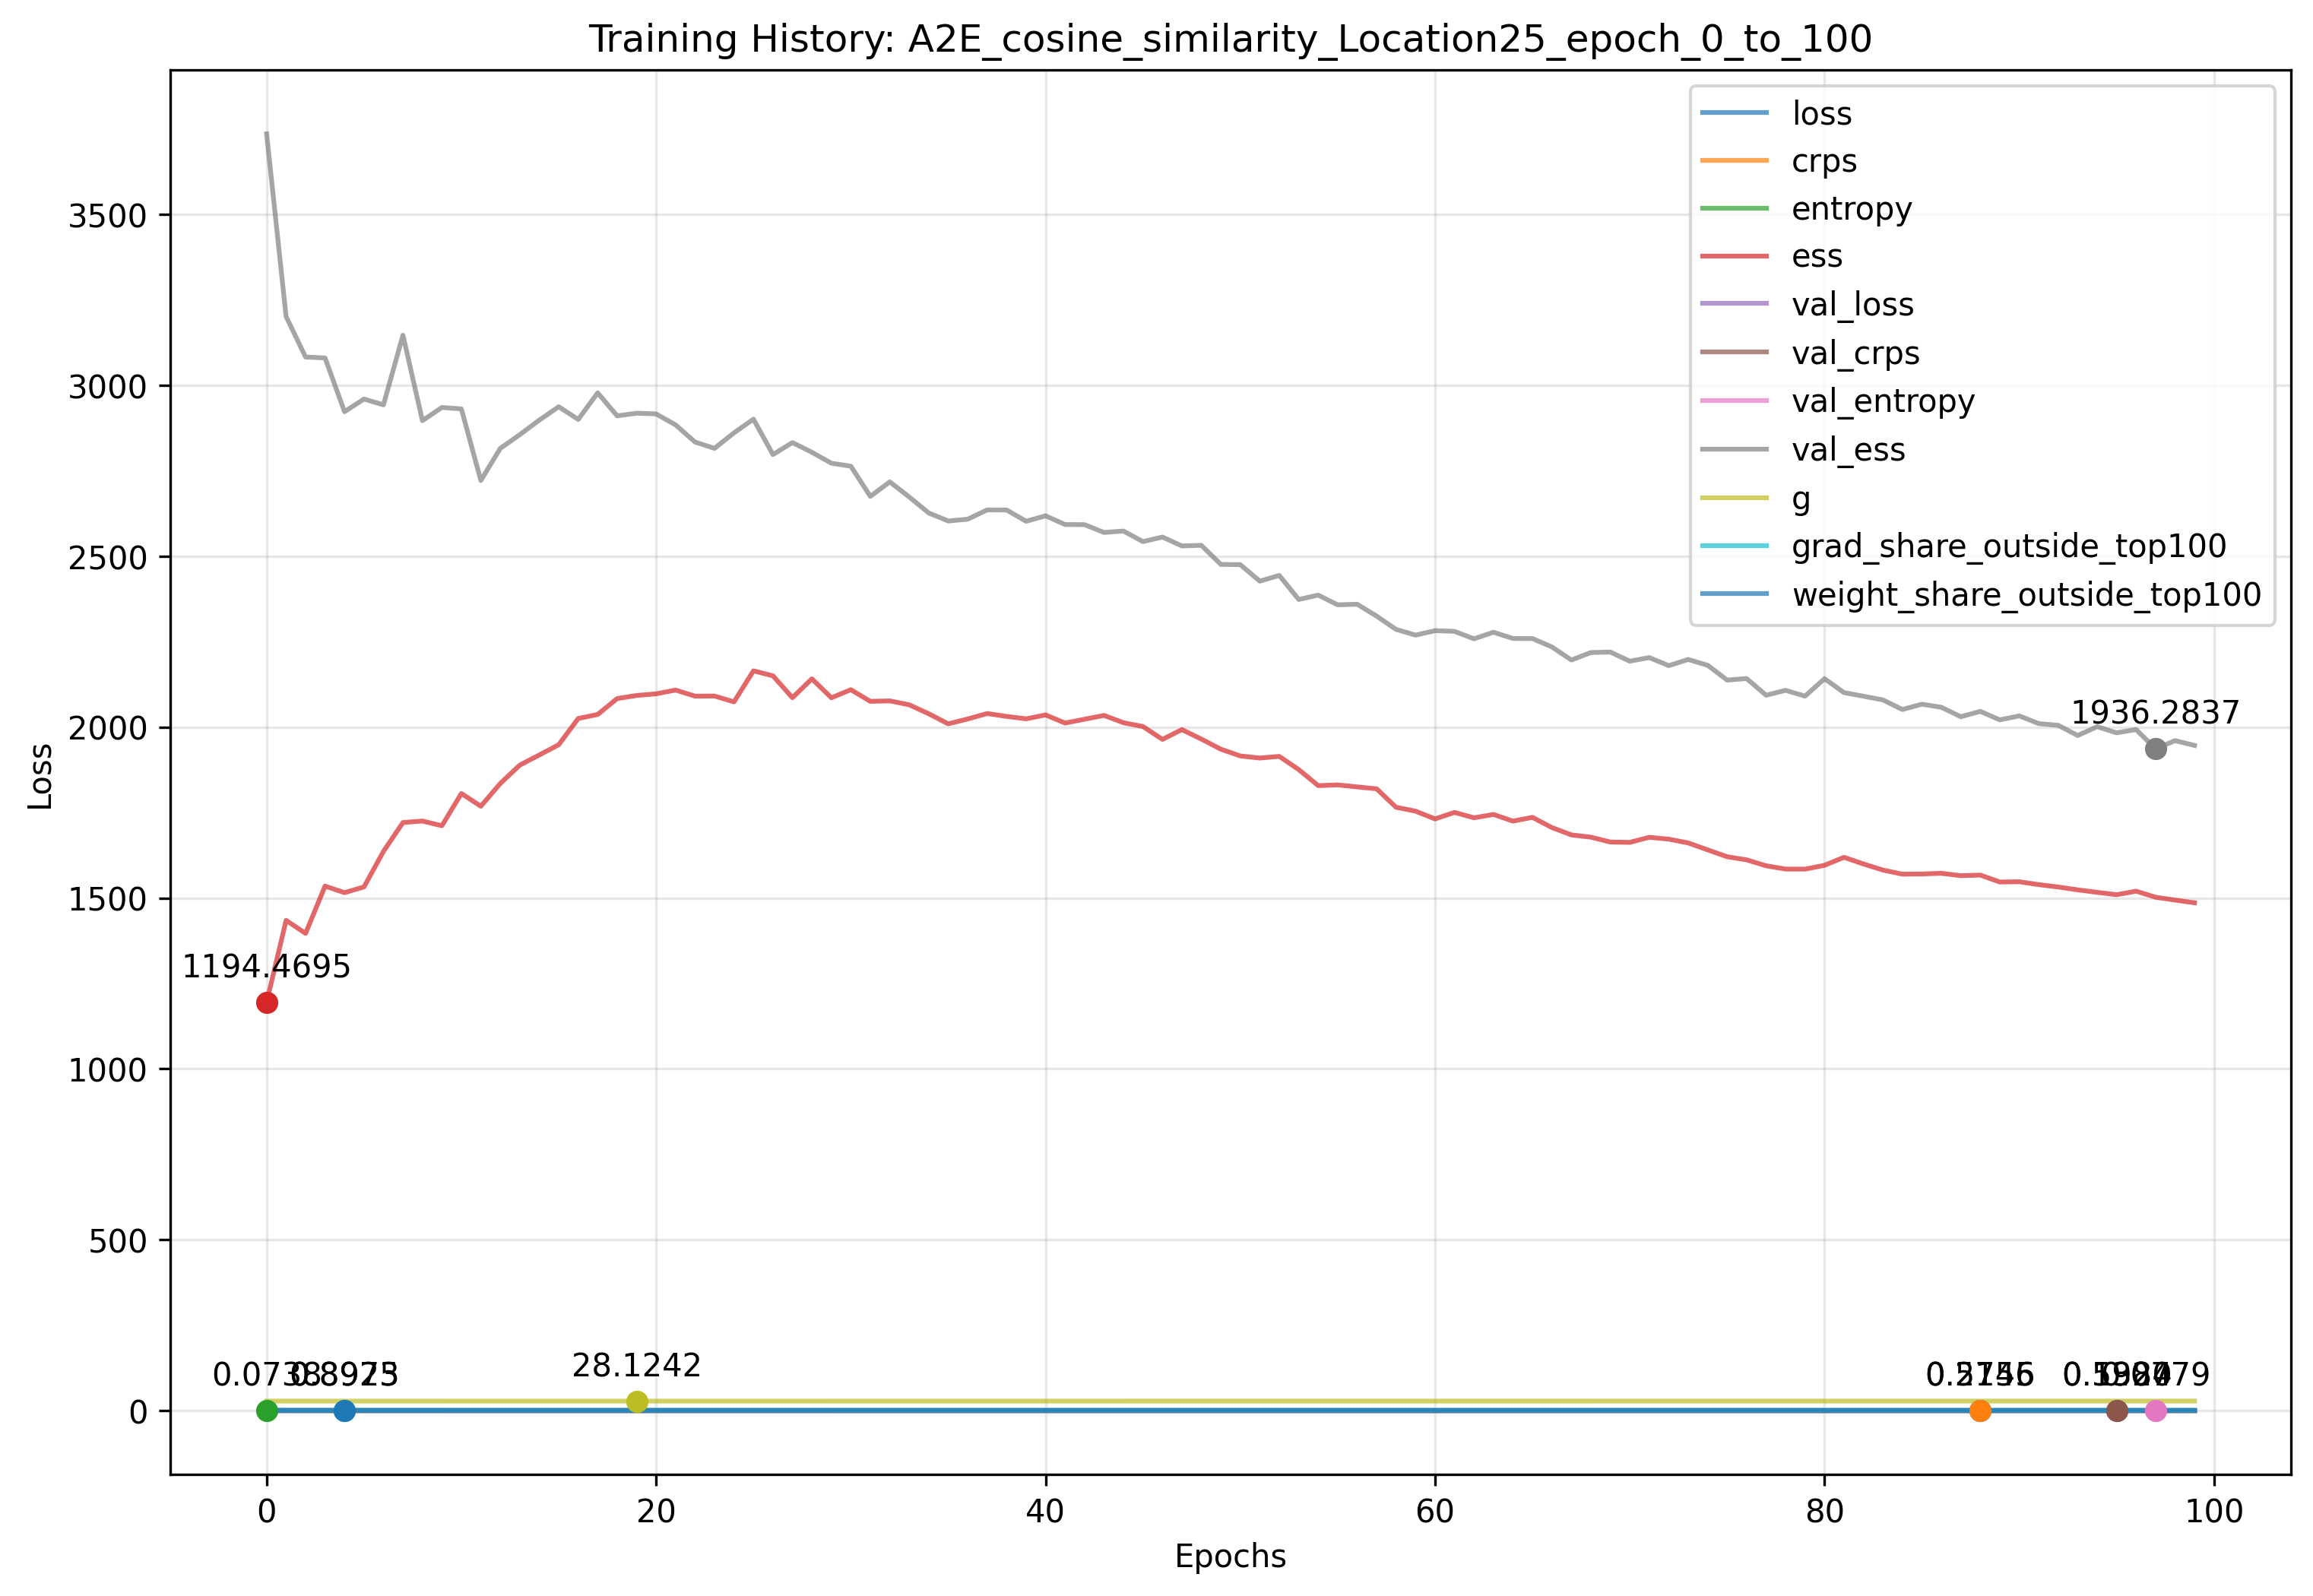 Training History: A2E_cosine_similarity_Location25_epoch_0_to_100
loss
crps
entropy
ess
val_loss
val_crps
val_entropy
val_ess
g
grad_share_outside_top100
weight_share_outside_top100
3500
3000
2500
2000
1500
1000
500
0
Loss
1936.2837
1194.4695
28.1242
0
20
40
60
80
100
Epochs